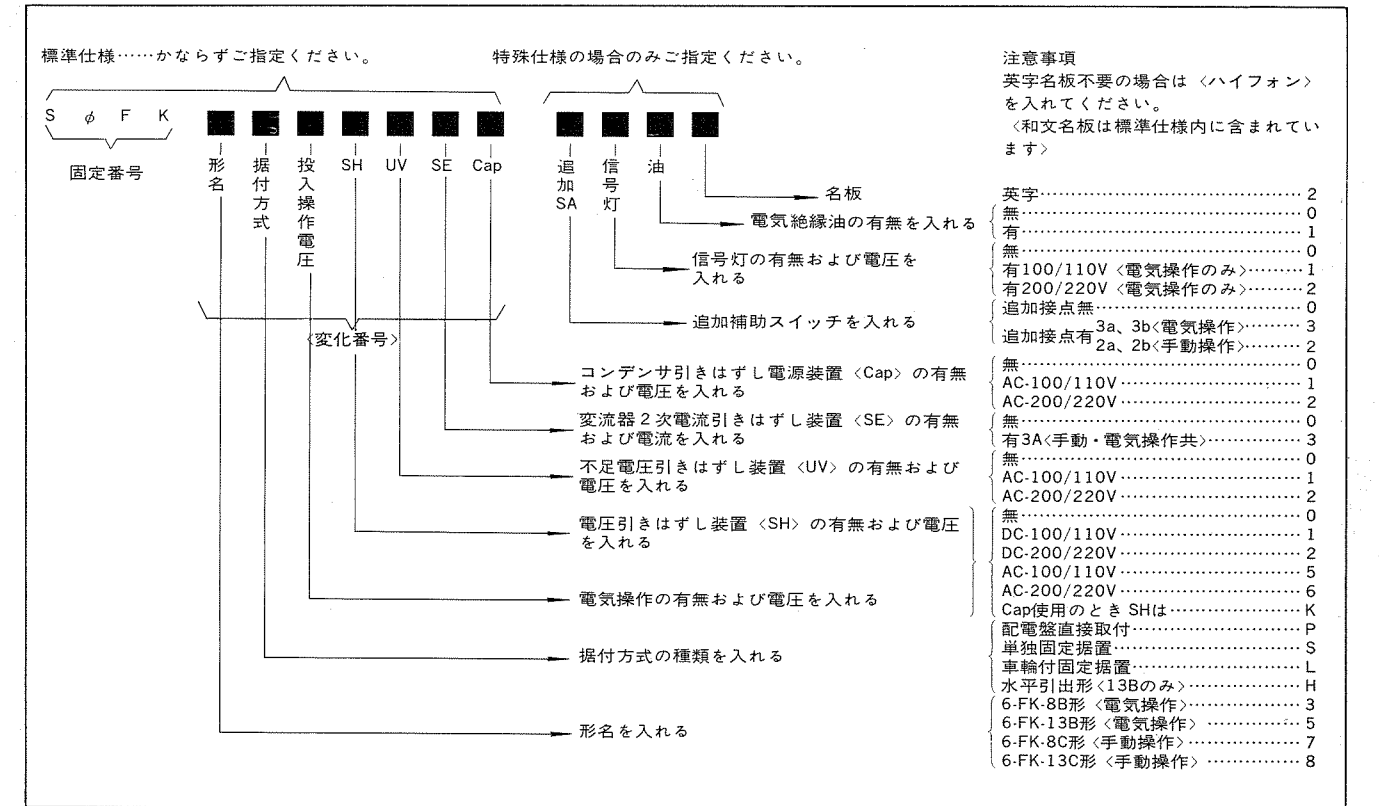 標準仕様……かならずご指定ください。
特殊仕様の場合のみご指定ください。
S φ F K
固定番号
形名
据付方式
投入操作電圧
SH
UV
SE
Cap
追加SA
信号灯
油
<変化番号>
名板
電気絶縁油の有無を入れる
信号灯の有無および電圧を
入れる
追加補助スイッチを入れる
コンデンサ引きはずし電源装置〈Cap〉の有無
および電圧を入れる
変流器2次電流引きはずし装置〈SE〉の有無
および電流を入れる
不足電圧引きはずし装置〈UV〉の有無および
電圧を入れる
電圧引きはずし装置〈SH〉の有無および電圧
を入れる
電気操作の有無および電圧を入れる
据付方式の種類を入れる
形名を入れる
注意事項
英字名板不要の場合は〈ハイフォン〉
を入れてください。
〈和文名板は標準仕様内に含まれてい
ます〉
英字……………………………2
無……………………………0
有……………………………1
無……………………………0
有100/110V〈電気操作のみ〉………1
有200/220V〈電気操作のみ〉………2
追加接点無……………………0
追加接点有 3a、3b<電気操作>………3
2a、2b<手動操作>………2
無……………………………0
AC-100/110V…………………1
AC-200/220V…………………2
無……………………………0
有3A<手動・電気操作共>…………3
無……………………………0
AC-100/110V…………………1
AC-200/220V…………………2
無……………………………0
DC-100/110V…………………1
DC-200/220V…………………2
AC-100/110V…………………5
AC-200/220V…………………6
Cap使用のとき SHは……………K
配電盤直接取付…………………P
単独固定据置……………………S
車輪付固定据置…………………L
水平引出形〈13Bのみ〉……………H
6-FK-8B形〈電気操作〉……………3
6-FK-13B形〈電気操作〉…………5
6-FK-8C形〈手動操作〉……………7
6-FK-13C形〈手動操作〉…………8